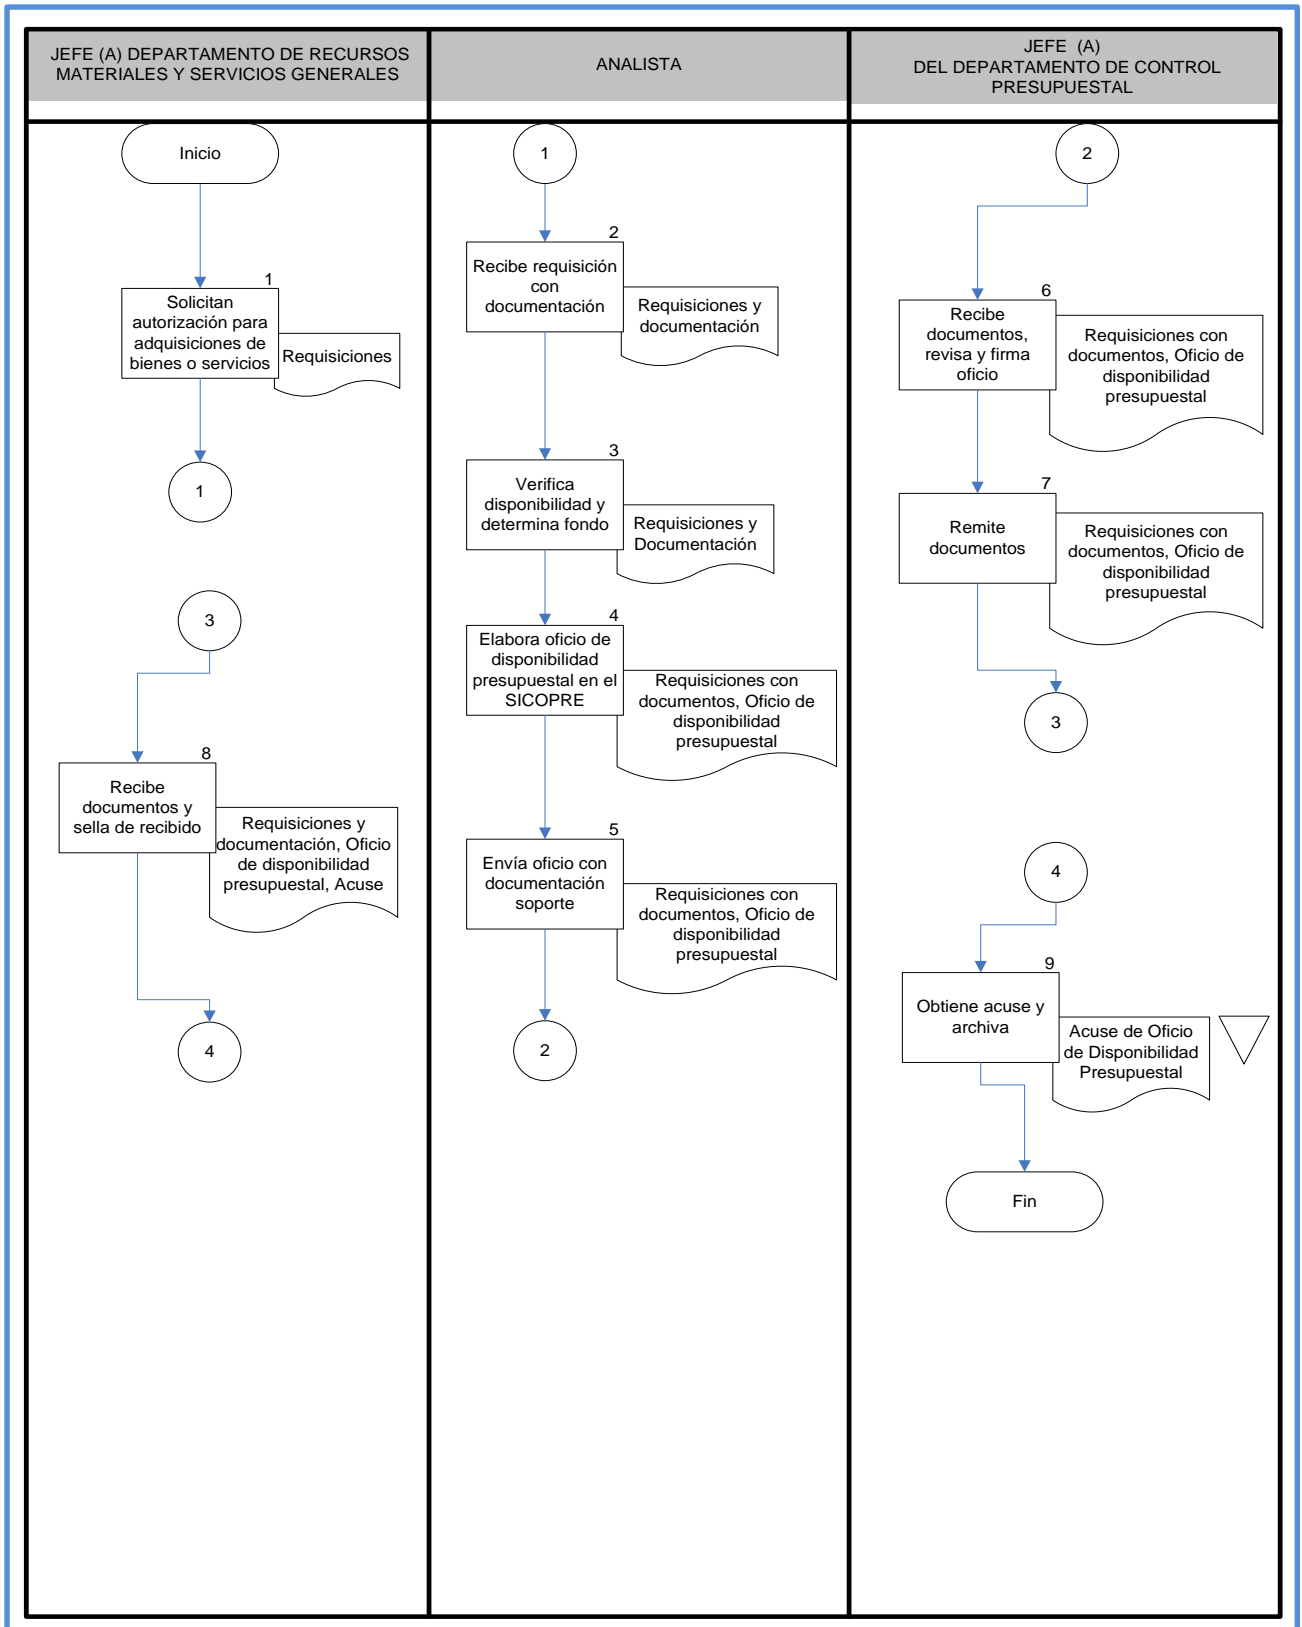 JEFE (A) DEPARTAMENTO DE RECURSOS
MATERIALES Y SERVICIOS GENERALES
ANALISTA
JEFE (A)
DEL DEPARTAMENTO DE CONTROL
PRESUPUESTAL
Inicio
1
Solicitan
autorización para
adquisiciones de
bienes o servicios
Requisiciones
1
3
8
Recibe
documentos y
sella de recibido
Requisiciones y
documentación, Oficio
de disponibilidad
presupuestal, Acuse
4
1
2
Recibe requisición
con
documentación
Requisiciones y
documentación
3
Verifica
disponibilidad y
determina fondo
Requisiciones y
Documentación
4
Elabora oficio de
disponibilidad
presupuestal en el
SICOPRE
Requisiciones con
documentos, Oficio de
disponibilidad
presupuestal
5
Envía oficio con
documentación
soporte
Requisiciones con
documentos, Oficio de
disponibilidad
presupuestal
2
2
6
Recibe
documentos,
revisa y firma
oficio
Requisiciones con
documentos, Oficio de
disponibilidad
presupuestal
7
Remite
documentos
Requisiciones con
documentos, Oficio de
disponibilidad
presupuestal
3
4
9
Obtiene acuse y
archiva
Acuse de Oficio
de Disponibilidad
Presupuestal
Fin